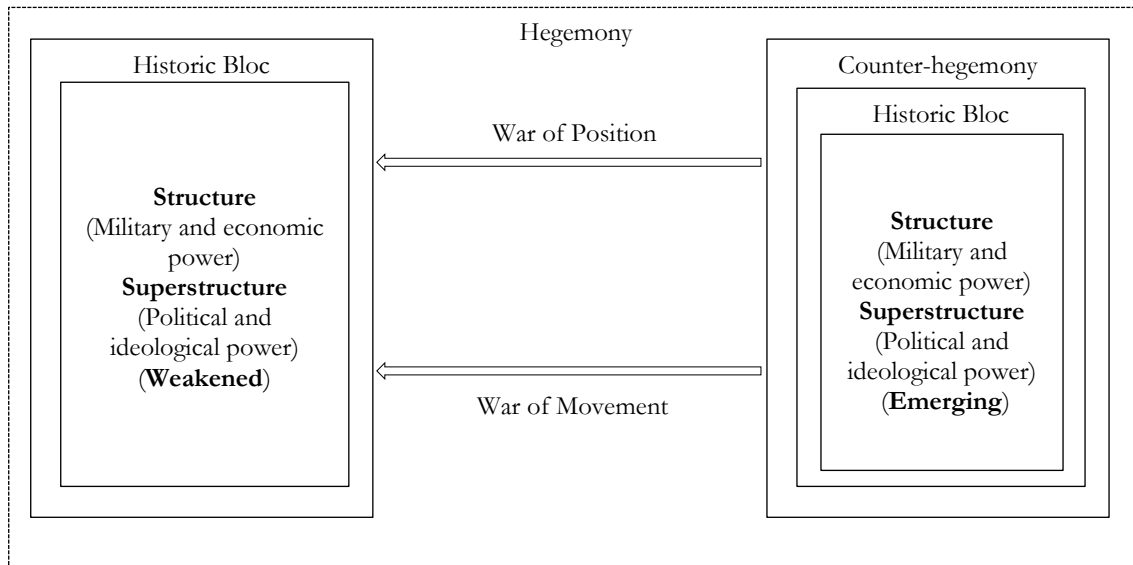 Hegemony
Historic Bloc
Structure
(Military and economic
power)
Superstructure
(Political and
ideological power)
(Weakened)
War of Position
War of Movement
Counter-hegemony
Historic Bloc
Structure
(Military and
economic power)
Superstructure
(Political and
ideological power)
(Emerging)